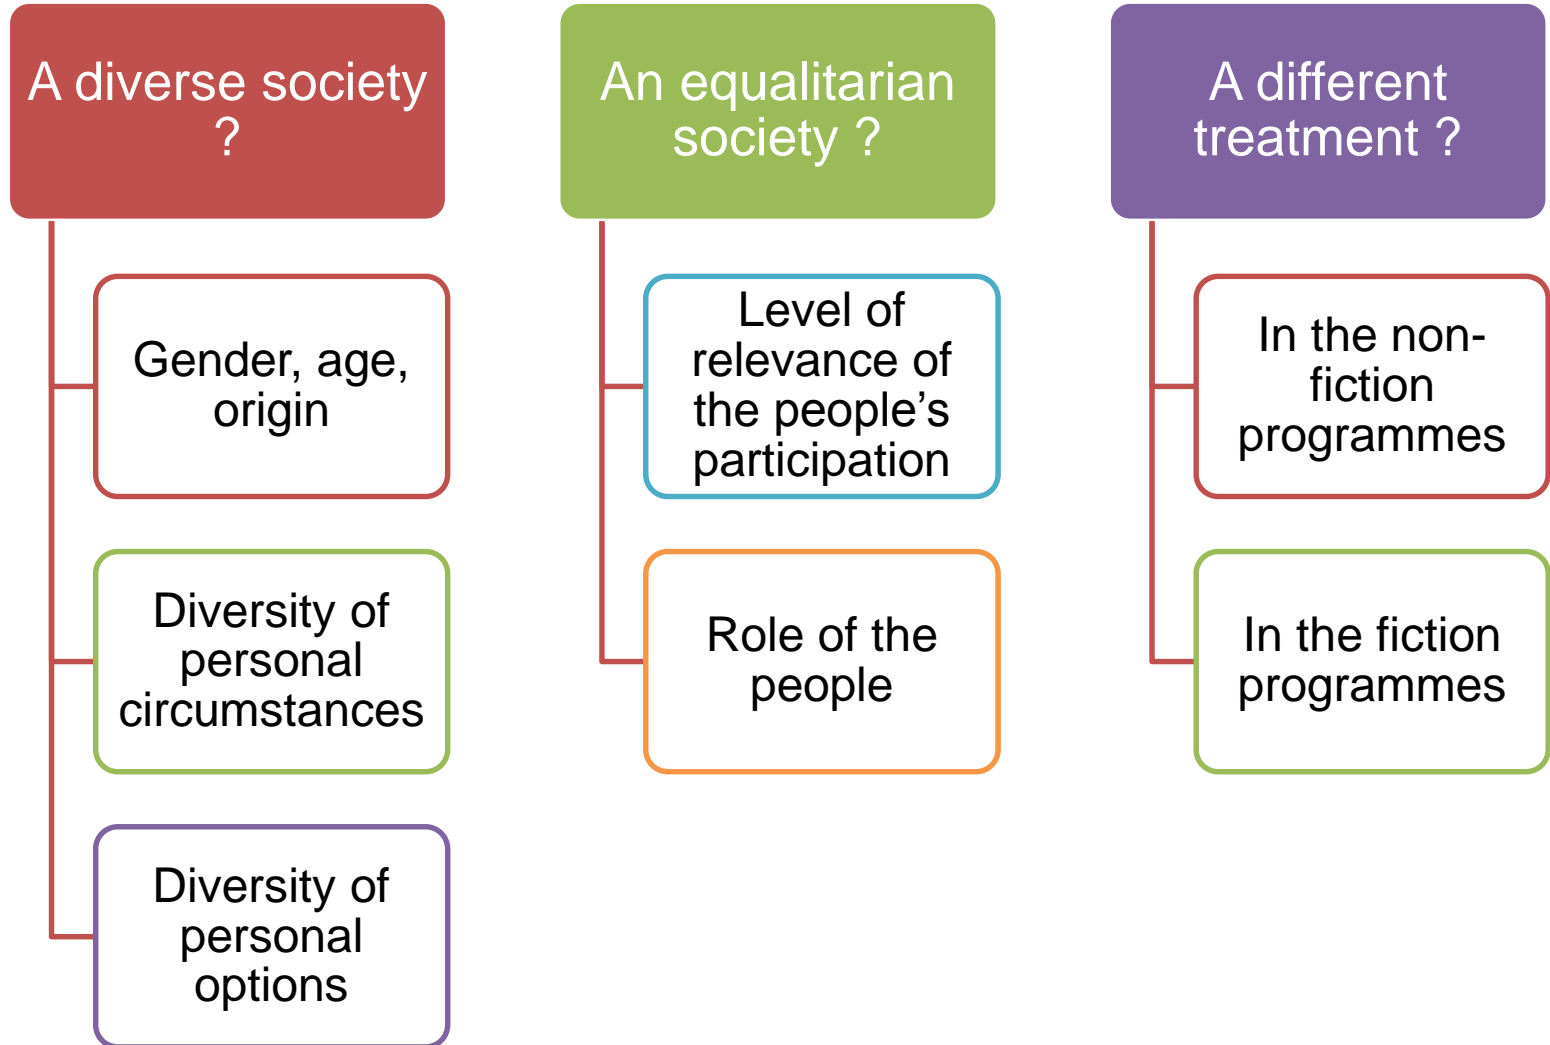 A diverse society
?
Gender, age,
origin
Diversity of
personal
circumstances
Diversity of
personal
options
An equalitarian
society ?
Level of
relevance of
the people’s
participation
Role of the
people
A different
treatment ?
In the non-
fiction
programmes
In the fiction
programmes